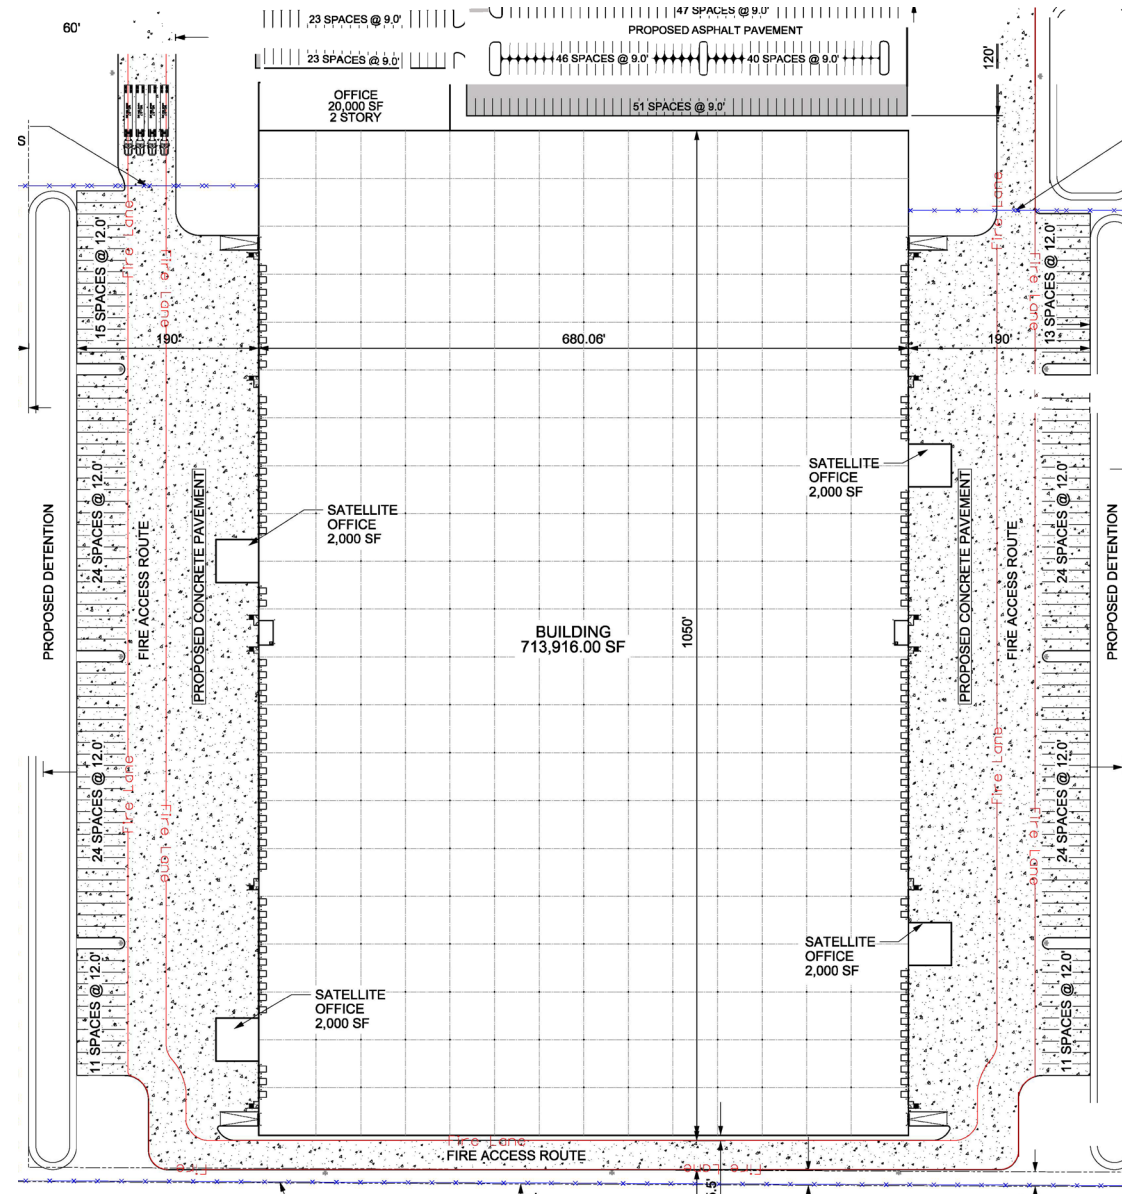 60'
23 SPACES @ 9.0'
47 SPACES @ 9.0'
PROPOSED ASPHALT PAVEMENT
23 SPACES @ 9.0'
46 SPACES @ 9.0'
40 SPACES @ 9.0'
120'
OFFICE
20,000 SF
2 STORY
51 SPACES @ 9.0'
S
Fire Lane
Fire Lane
15 SPACES @ 12.0'
Fire Lane
Fire Lane
13 SPACES @ 12.0'
190'
680.06'
190'
SATELLITE
OFFICE
2,000 SF
SATELLITE
OFFICE
2,000 SF
24 SPACES @ 12.0'
24 SPACES @ 12.0'
PROPOSED DETENTION
FIRE ACCESS ROUTE
PROPOSED CONCRETE PAVEMENT
BUILDING
713,916.00 SF
1050'
PROPOSED CONCRETE PAVEMENT
FIRE ACCESS ROUTE
PROPOSED DETENTION
24 SPACES @ 12.0'
Fire Lane
Fire Lane
Fire Lane
Fire Lane
24 SPACES @ 12.0'
SATELLITE
OFFICE
2,000 SF
SATELLITE
OFFICE
2,000 SF
11 SPACES @ 12.0'
11 SPACES @ 12.0'
Fire Lane
FIRE ACCESS ROUTE
Fire
Fire Lane